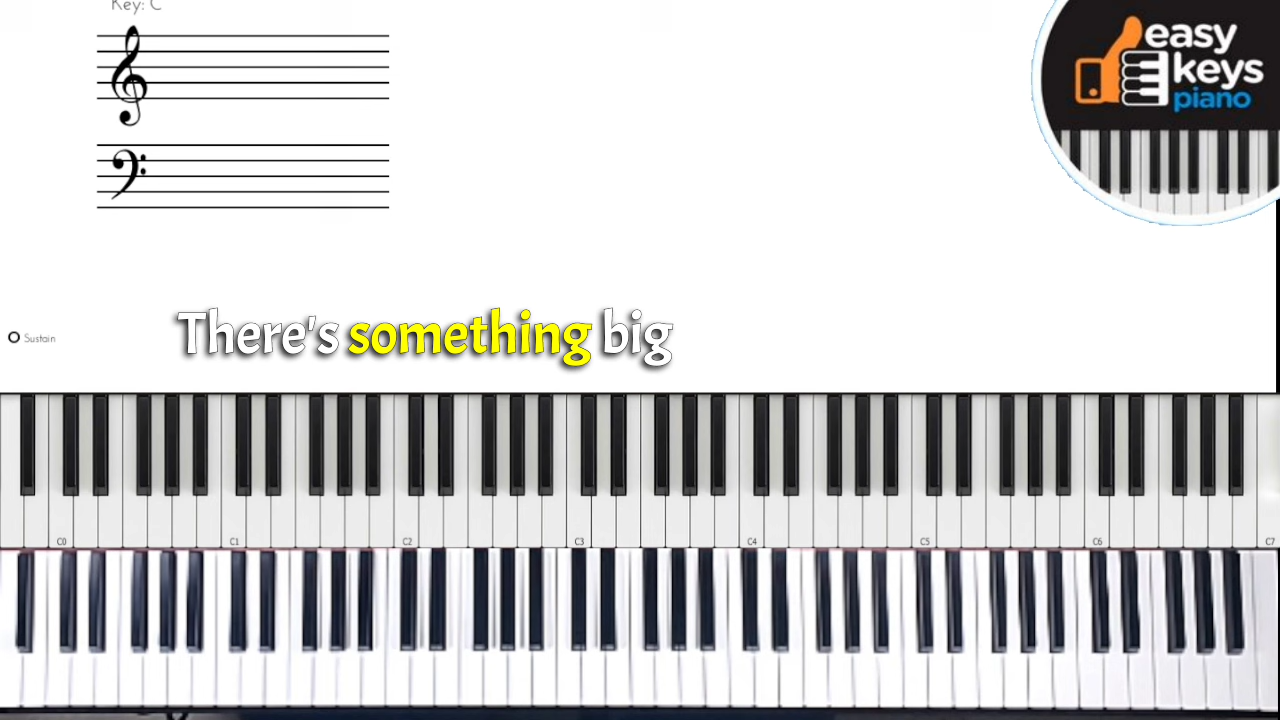 Key: C
easy
keys
piano
There's something big
Sustain
C0 C1 C2 C3 C4 C5 C6 C7